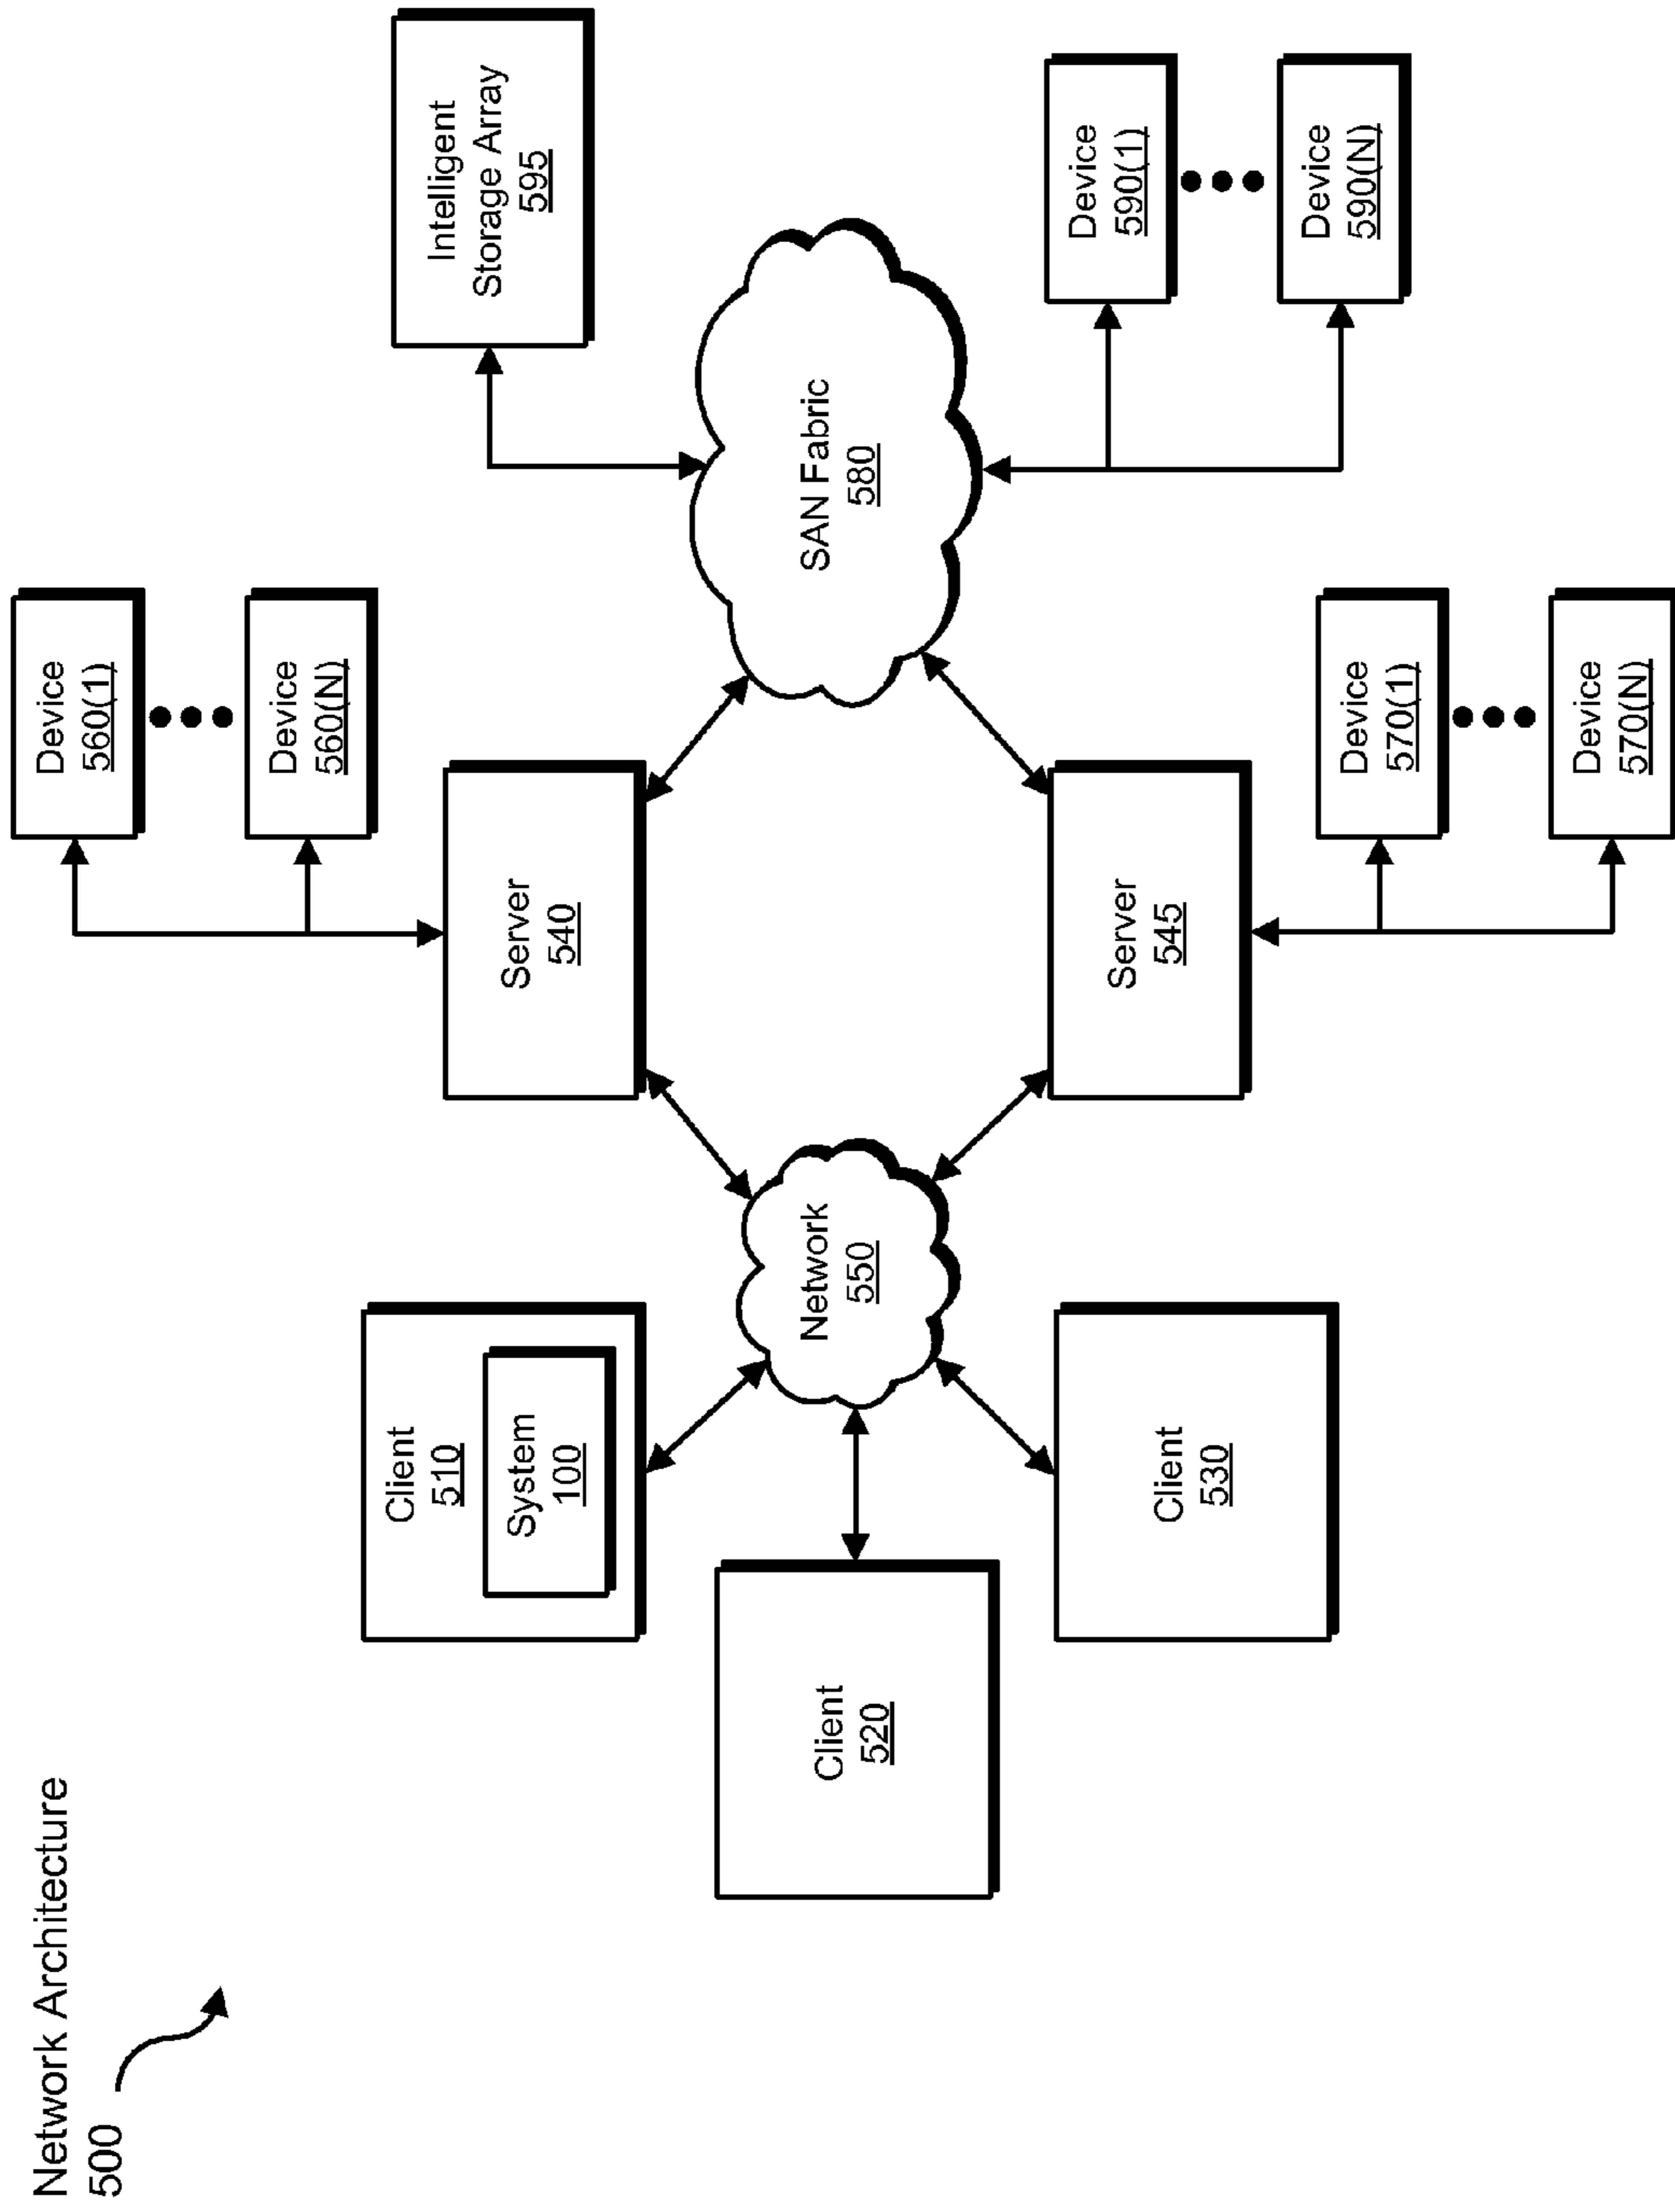 Network Architecture
500
Client
510
System
100
Client
520
Client
530
Network
550
Server
540
Server
545
Device
560(1)
Device
560(N)
Device
570(1)
Device
570(N)
SAN Fabric
580
Intelligent
Storage Array
595
Device
590(1)
Device
590(N)